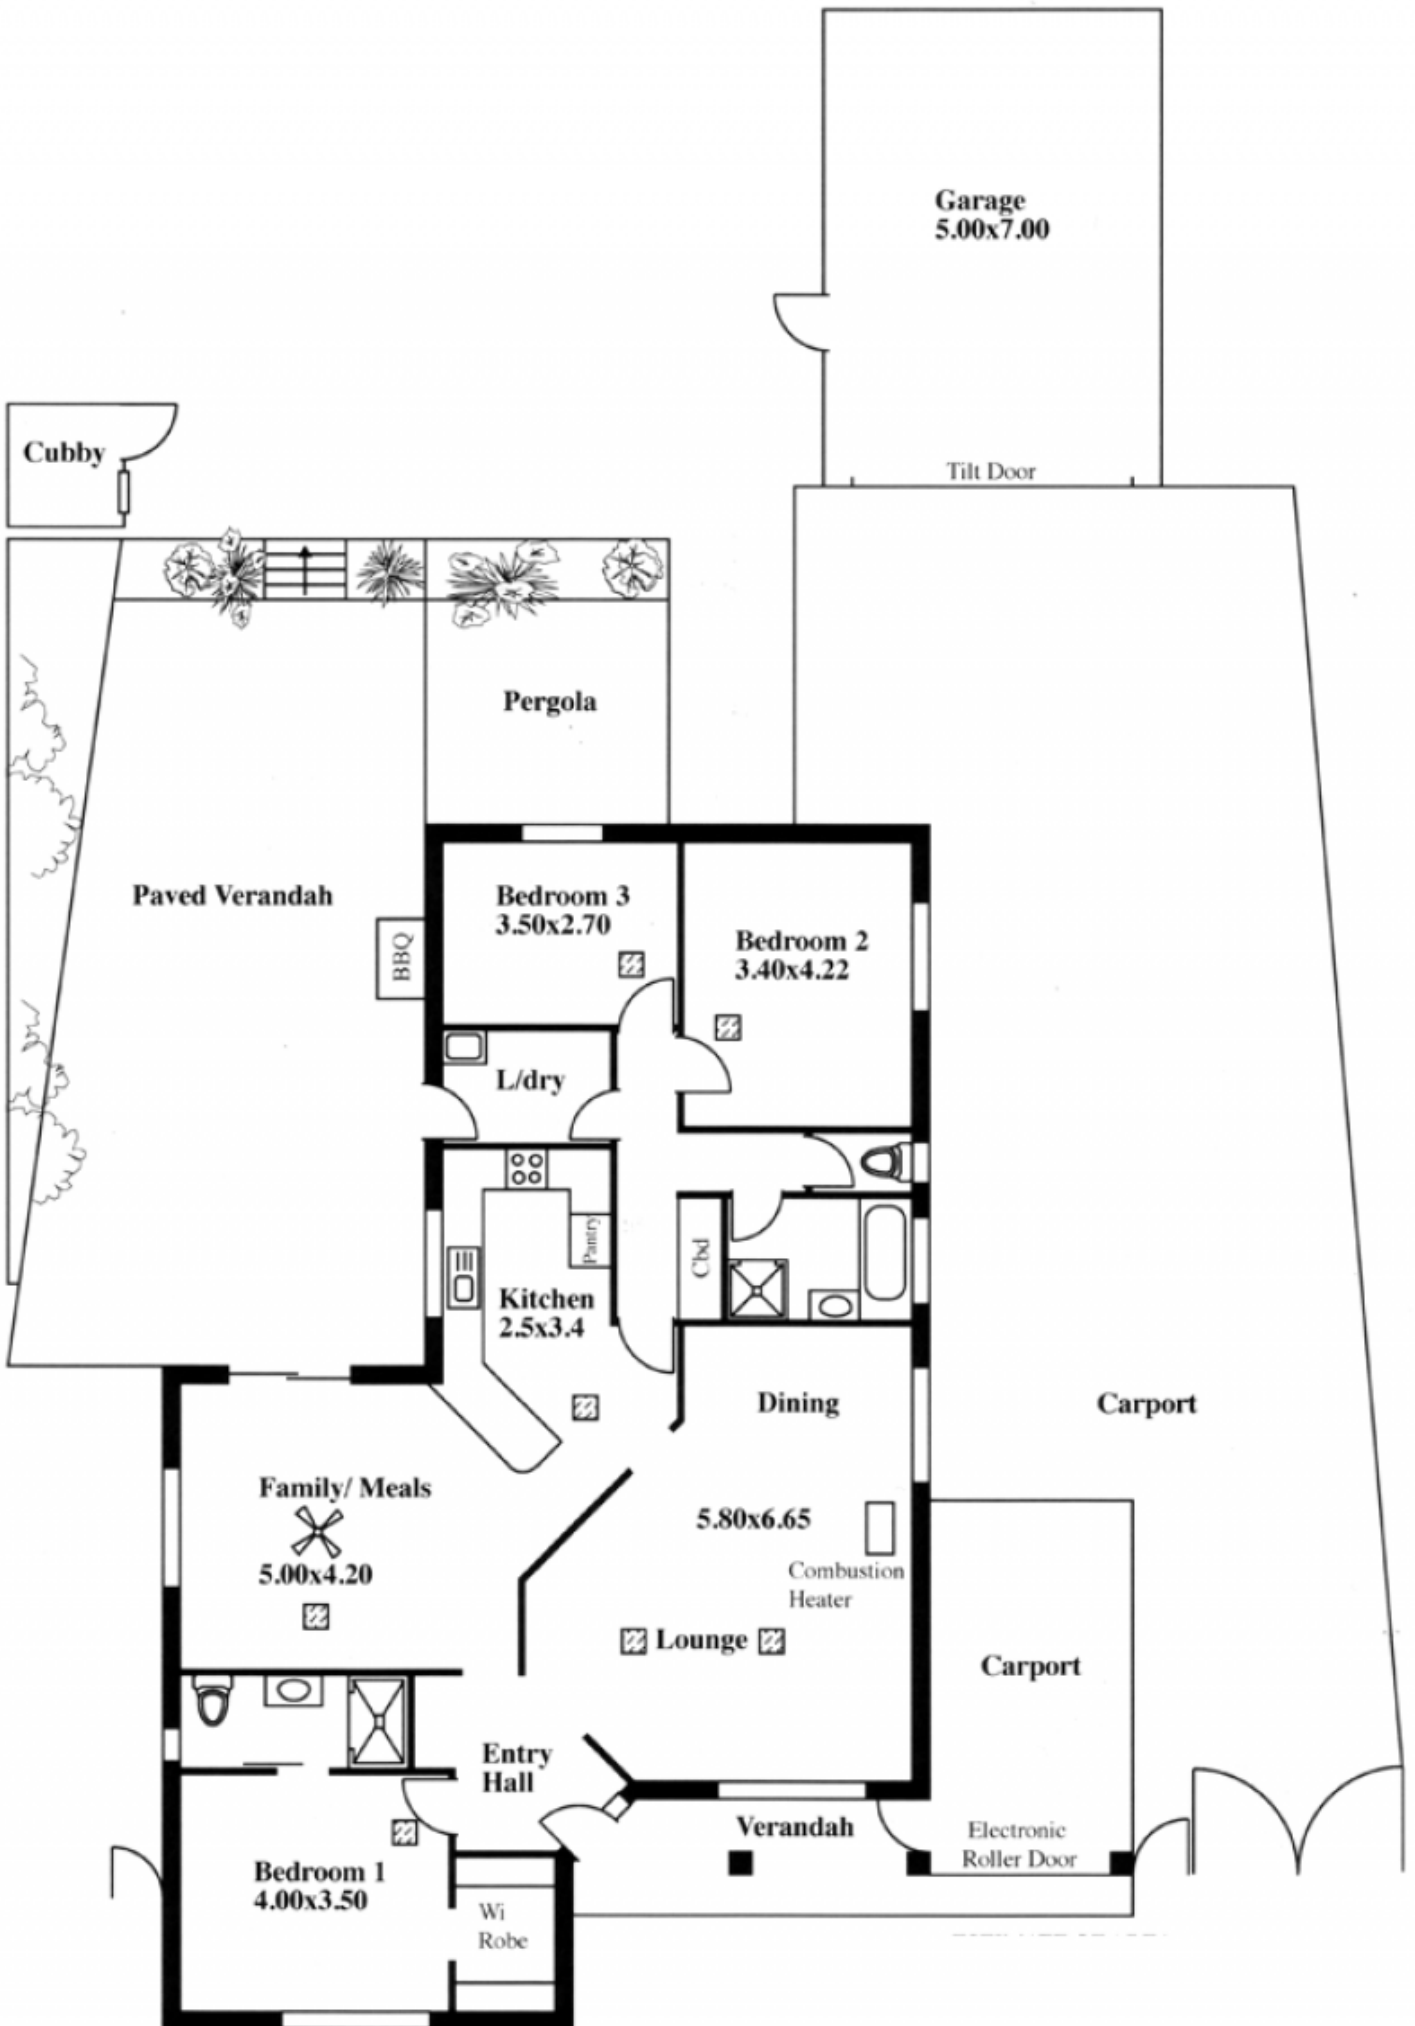 Garage
5.00x7.00
Tilt Door
Cubby
Pergola
Paved Verandah
BBQ
Bedroom 3
3.50x2.70
Bedroom 2
3.40x4.22
L/dry
Pantry
Cbd
Kitchen
2.5x3.4
Dining
Carport
Family/ Meals
5.00x4.20
5.80x6.65
Combustion
Heater
Lounge
Carport
Entry
Hall
Verandah
Electronic
Roller Door
Bedroom 1
4.00x3.50
Wi
Robe